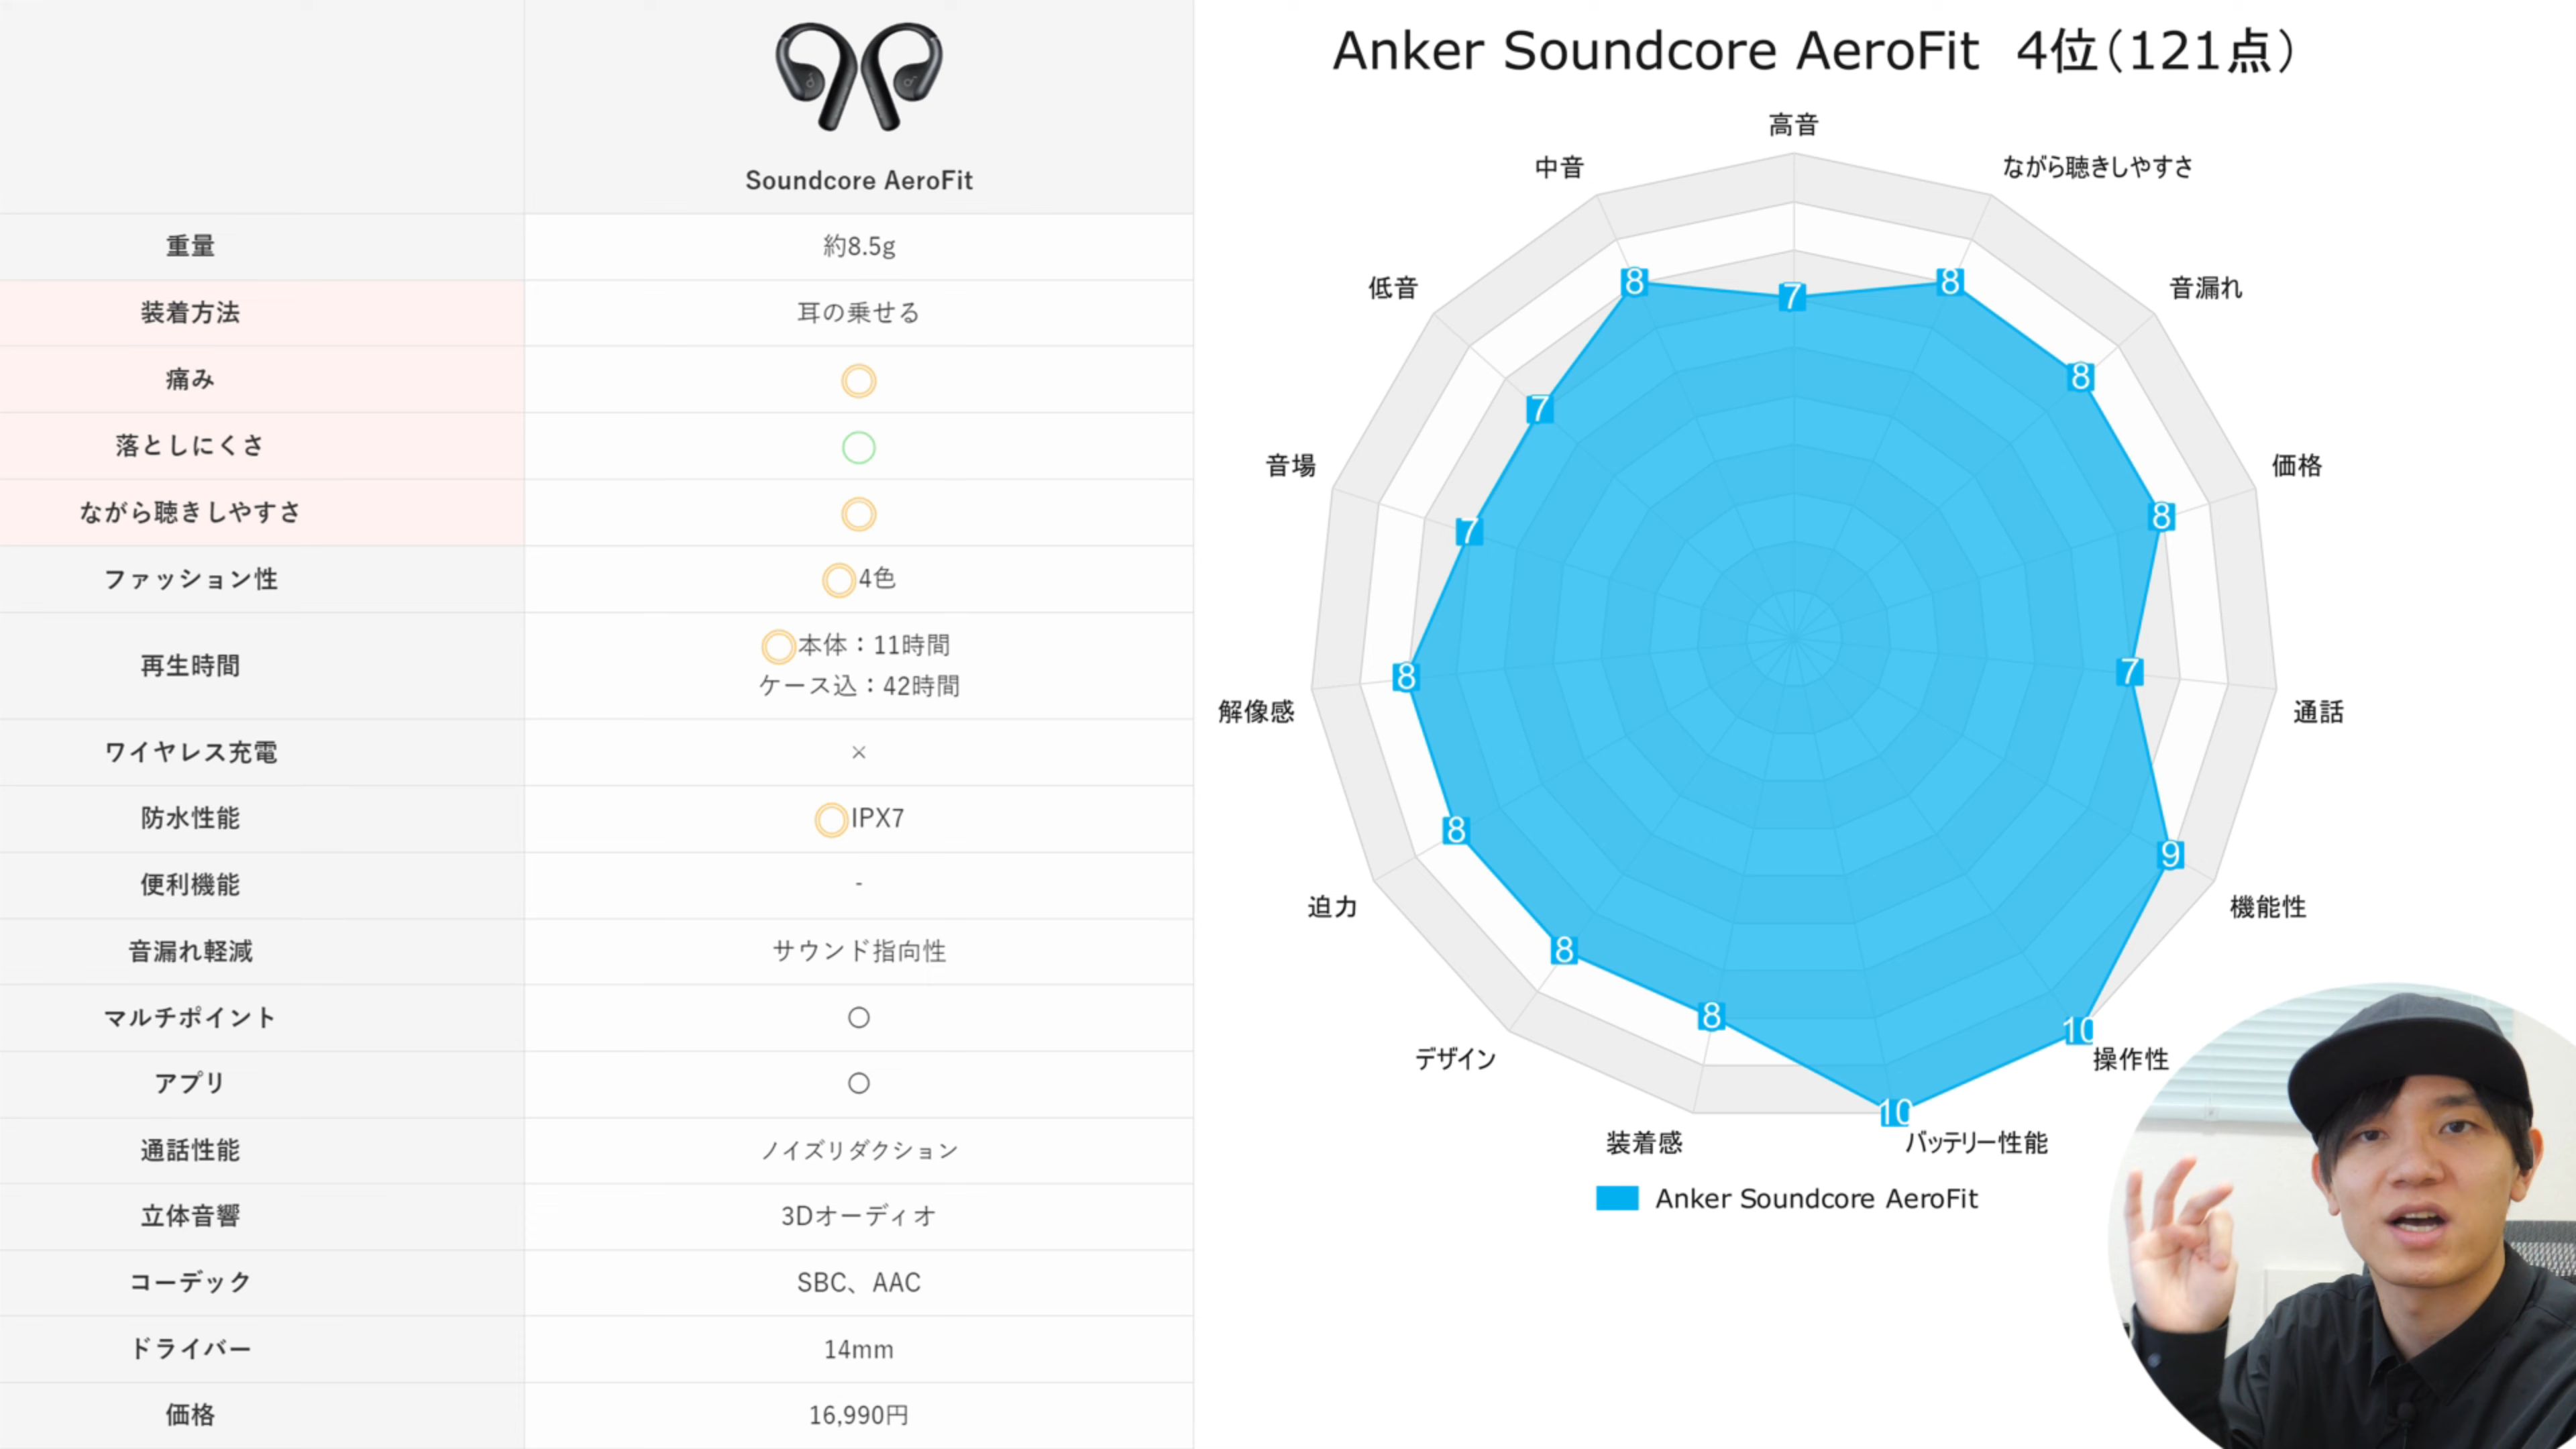 Soundcore AeroFit
重量 約8.5g
装着方法 耳の乗せる
痛み ◎
落としにくさ ○
ながら聴きしやすさ ◎
ファッション性 ◎4色
再生時間 ◎本体：11時間
ケース込：42時間
ワイヤレス充電 ×
防水性能 ◎IPX7
便利機能 -
音漏れ軽減 サウンド指向性
マルチポイント ○
アプリ ○
通話性能 ノイズリダクション
立体音響 3Dオーディオ
コーデック SBC、AAC
ドライバー 14mm
価格 16,990円
Anker Soundcore AeroFit 4位（121点）
高音
7
ながら聴きしやすさ
8
音漏れ
8
価格
8
通話
7
機能性
9
操作性
10
バッテリー性能
10
装着感
8
デザイン
8
迫力
8
解像感
8
音場
7
低音
7
中音
8
Anker Soundcore AeroFit